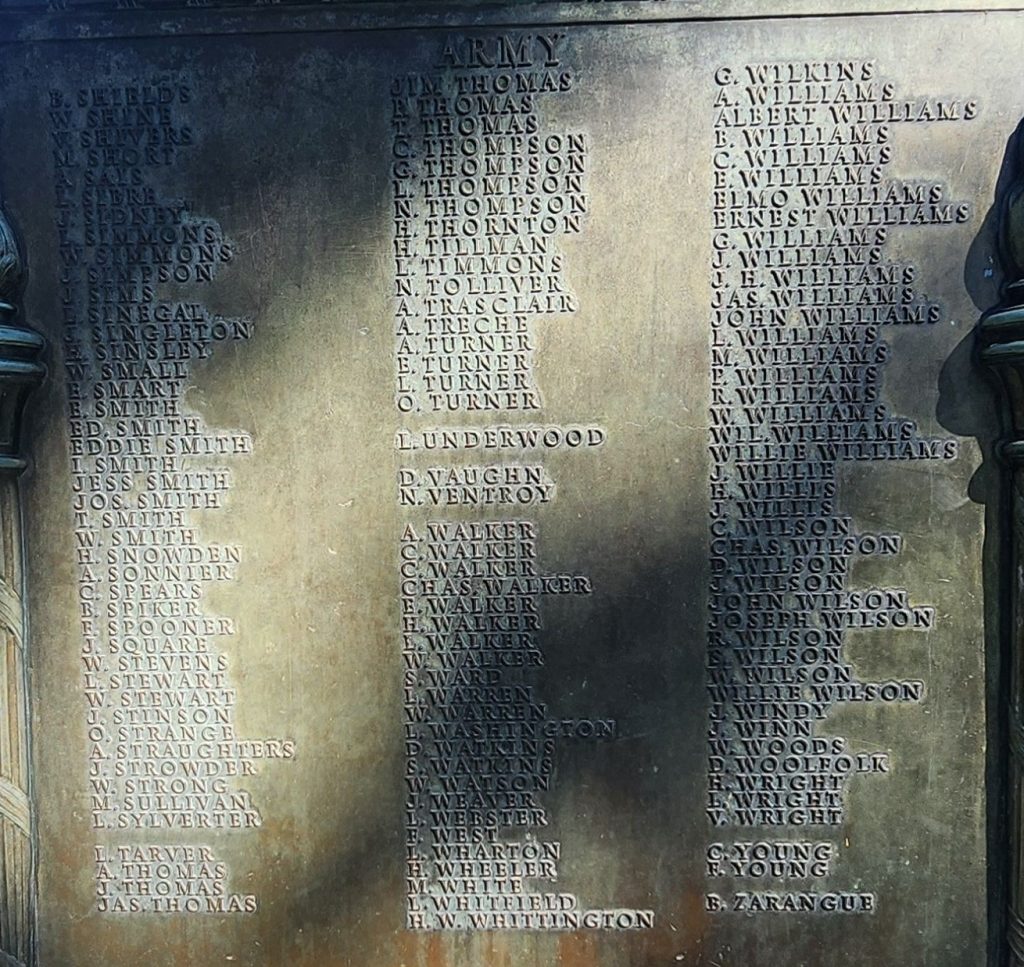 ARMY
B. SHIELDS
W. SHINE
V. SHIVERS
M. SHORT
A. SAYS
L. SIBRE
J. SIDNEY
L. SIMMONS
W. SIMMONS
J. SIMPSON
J. SIMS
L. SINEGAL
J. SINGLETON
H. SINSLEY
W. SMALL
E. SMART
E. SMITH
ED. SMITH
EDDIE SMITH
I. SMITH
JESS SMITH
JOS. SMITH
T. SMITH
W. SMITH
H. SNOWDEN
A. SONNIER
C. SPEARS
B. SPIKER
F. SPOONER
J. SQUARE
W. STEVENS
L. STEWART
W. STEWART
J. STINSON
O. STRANGE
A. STRAUGHTERS
J. STROWDER
W. STRONG
M. SULLIVAN
L. SYLVERTER
L. TARVER
A. THOMAS
J. THOMAS
JAS. THOMAS
JIM THOMAS
P. THOMAS
T. THOMAS
C. THOMPSON
G. THOMPSON
L. THOMPSON
N. THOMPSON
H. THORNTON
H. TILLMAN
L. TIMMONS
N. TOLLIVER
A. TRASCLAIR
A. TRECHE
A. TURNER
E. TURNER
L. TURNER
O. TURNER
L. UNDERWOOD
D. VAUGHN
N. VENTROY
A. WALKER
C. WALKER
C. WALKER
CHAS. WALKER
E. WALKER
H. WALKER
L. WALKER
W. WALKER
S. WARD
L. WARREN
W. WARREN
L. WASHINGTON
D. WATKINS
S. WATKINS
W. WATSON
J. WEAVER
L. WEBSTER
F. WEST
L. WHARTON
H. WHEELER
M. WHITE
L. WHITFIELD
H. W. WHITTINGTON
G. WILKINS
A. WILLIAMS
ALBERT WILLIAMS
B. WILLIAMS
C. WILLIAMS
E. WILLIAMS
ELMO WILLIAMS
ERNEST WILLIAMS
G. WILLIAMS
J. WILLIAMS
J. H. WILLIAMS
JAS. WILLIAMS
JOHN WILLIAMS
L. WILLIAMS
M. WILLIAMS
P. WILLIAMS
R. WILLIAMS
W. WILLIAMS
WIL. WILLIAMS
WILLIE WILLIAMS
J. WILLIE
H. WILLIS
J. WILLIS
C. WILSON
CHAS. WILSON
D. WILSON
J. WILSON
JOHN WILSON
JOSEPH WILSON
R. WILSON
S. WILSON
W. WILSON
WILLIE WILSON
J. WINDY
J. WINN
W. WOODS
D. WOOLFOLK
H. WRIGHT
L. WRIGHT
V. WRIGHT
C. YOUNG
F. YOUNG
B. ZARANGUE